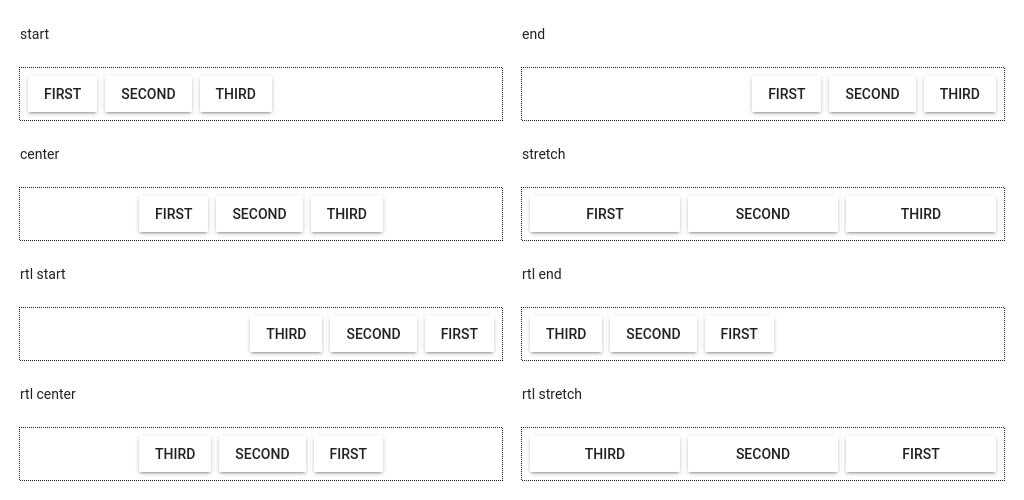 start
FIRST SECOND THIRD
end
FIRST SECOND THIRD
center
FIRST SECOND THIRD
stretch
FIRST SECOND THIRD
rtl start
THIRD SECOND FIRST
rtl end
THIRD SECOND FIRST
rtl center
THIRD SECOND FIRST
rtl stretch
THIRD SECOND FIRST